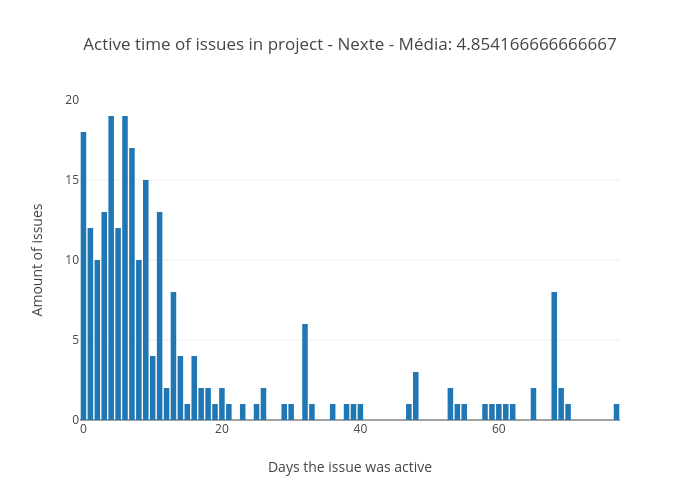 Active time of issues in project - Nexte - Média: 4.854166666666667
20
15
10
5
0
0 20 40 60
Amount of issues
Days the issue was active